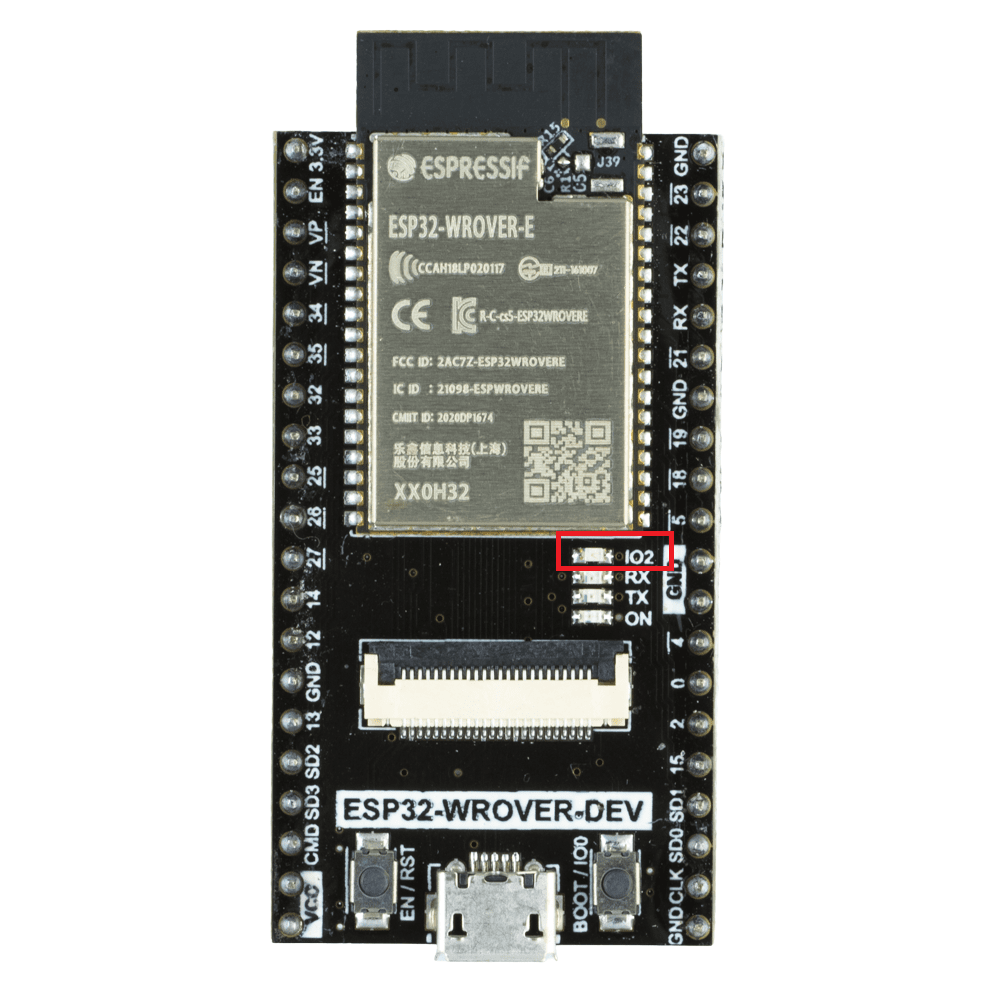 ESPRESSIF
ESP32-WROVER-E
CCAH18LP020117 211-161007
CE R-C-cs5-ESP32WROVERE
FCC ID: 2AC7Z-ESP32WROVERE
IC ID : 21098-ESPWROVERE
CMIIT ID: 2020DP1674
乐鑫信息科技(上海)
股份有限公司
XX0H32
R15
J39
C5
3.3V
EN
VP
VN
34
35
32
33
25
26
27
14
12
GND
13
SD2
SD3
CMD
VCC
GND
23
22
TX
RX
21
GND
19
18
5
GND
4
0
2
15
SD1
SD0
CLK
GND
IO2
RX
TX
ON
ESP32-WROVER-DEV
EN / RST
BOOT / IO0